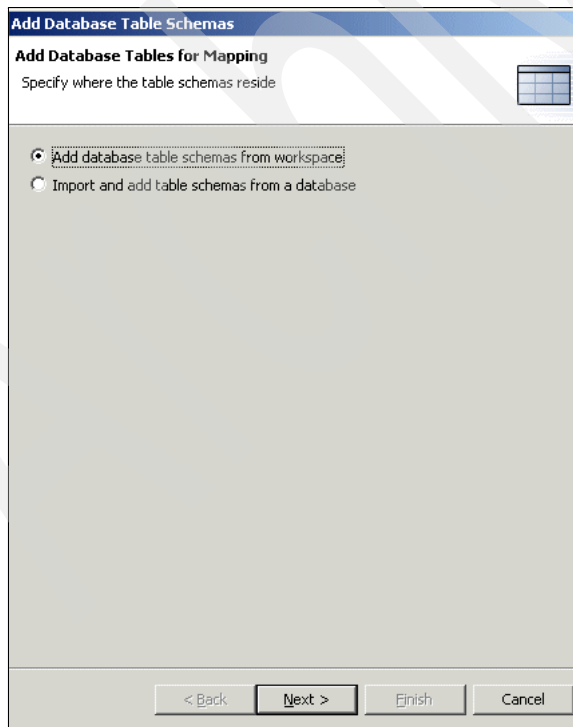 Add Database Table Schemas
Add Database Tables for Mapping
Specify where the table schemas reside
Add database table schemas from workspace
Import and add table schemas from a database
< Back Next > Finish Cancel